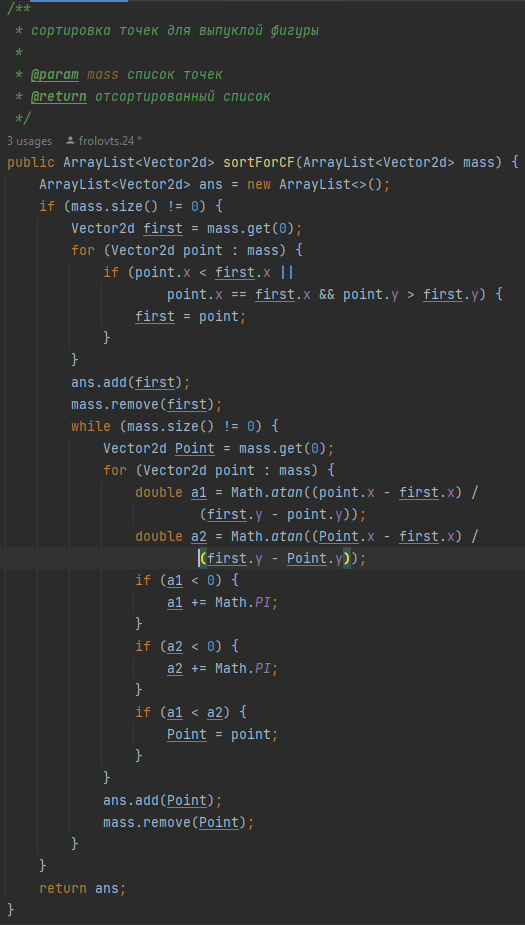 /**
 * сортировка точек для выпуклой фигуры
 *
 * @param mass список точек
 * @return отсортированный список
 */
3 usages frolovts.24 *
public ArrayList<Vector2d> sortForCF(ArrayList<Vector2d> mass) {
    ArrayList<Vector2d> ans = new ArrayList<>();
    if (mass.size() != 0) {
        Vector2d first = mass.get(0);
        for (Vector2d point : mass) {
            if (point.x < first.x ||
                    point.x == first.x && point.y > first.y) {
                first = point;
            }
        }
        ans.add(first);
        mass.remove(first);
        while (mass.size() != 0) {
            Vector2d Point = mass.get(0);
            for (Vector2d point : mass) {
                double a1 = Math.atan((point.x - first.x) /
                        (first.y - point.y));
                double a2 = Math.atan((Point.x - first.x) /
                        (first.y - Point.y));
                if (a1 < 0) {
                    a1 += Math.PI;
                }
                if (a2 < 0) {
                    a2 += Math.PI;
                }
                if (a1 < a2) {
                    Point = point;
                }
            }
            ans.add(Point);
            mass.remove(Point);
        }
    }
    return ans;
}